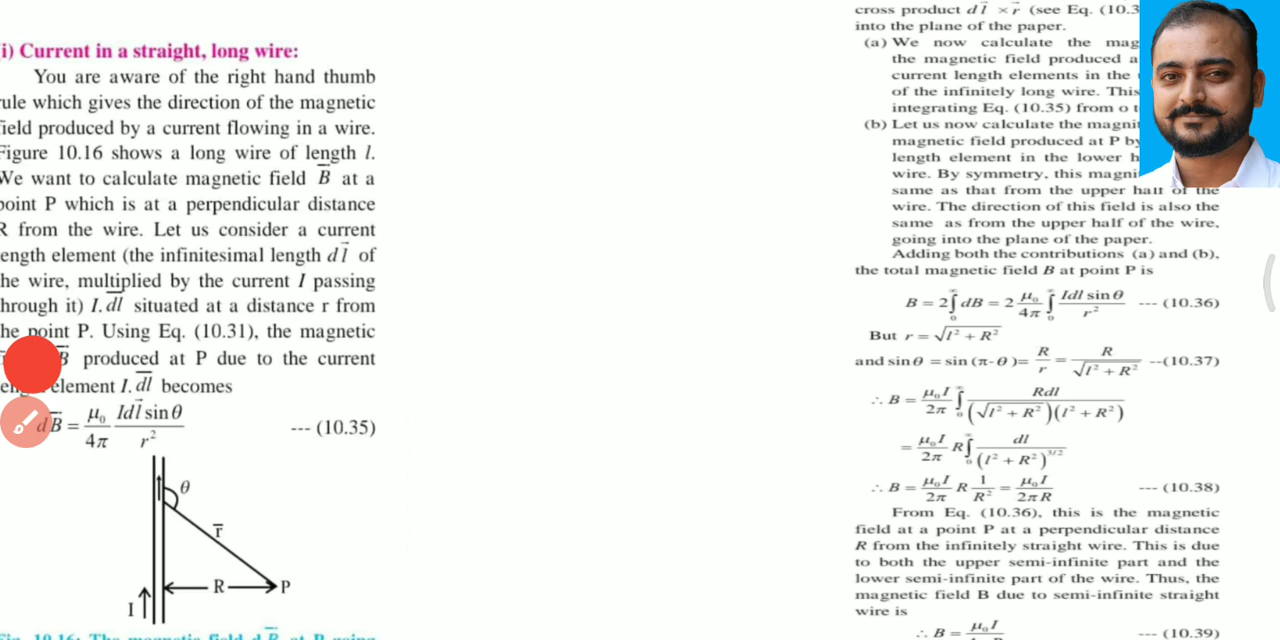 i) Current in a straight, long wire:
You are aware of the right hand thumb
rule which gives the direction of the magnetic
field produced by a current flowing in a wire.
Figure 10.16 shows a long wire of length l.
We want to calculate magnetic field B̅ at a
point P which is at a perpendicular distance
R from the wire. Let us consider a current
length element (the infinitesimal length dl⃗ of
the wire, multiplied by the current I passing
through it) I.d̅l̅ situated at a distance r from
the point P. Using Eq. (10.31), the magnetic
B̅ produced at P due to the current
element I.d̅l̅ becomes
dB̅ = μ₀/4π Idl⃗ sinθ/r² --- (10.35)
θ
r̅
R
P
I
Fig. 10.16: The magnetic field dB̅ at P going
cross product dl⃗ × r⃗ (see Eq. (10.3
into the plane of the paper.
(a) We now calculate the mag
the magnetic field produced a
current length elements in the
of the infinitely long wire. This
integrating Eq. (10.35) from o t
(b) Let us now calculate the magni
magnetic field produced at P by
length element in the lower h
wire. By symmetry, this magni
same as that from the upper half of the
wire. The direction of this field is also the
same as from the upper half of the wire,
going into the plane of the paper.
Adding both the contributions (a) and (b),
the total magnetic field B at point P is
B = 2∫₀^∞ dB = 2 μ₀/4π ∫₀^∞ Idl sinθ/r² --- (10.36)
But r = √(l² + R²)
and sinθ = sin (π-θ)= R/r = R/√(l² + R²) --(10.37)
∴ B = μ₀I/2π ∫₀^∞ Rdl/(√(l² + R²))(l² + R²)
= μ₀I/2π R∫₀^∞ dl/(l² + R²)^3/2
∴ B = μ₀I/2π R 1/R² = μ₀I/2πR --- (10.38)
From Eq. (10.36), this is the magnetic
field at a point P at a perpendicular distance
R from the infinitely straight wire. This is due
to both the upper semi-infinite part and the
lower semi-infinite part of the wire. Thus, the
magnetic field B due to semi-infinite straight
wire is
∴ B = μ₀I --- (10.39)